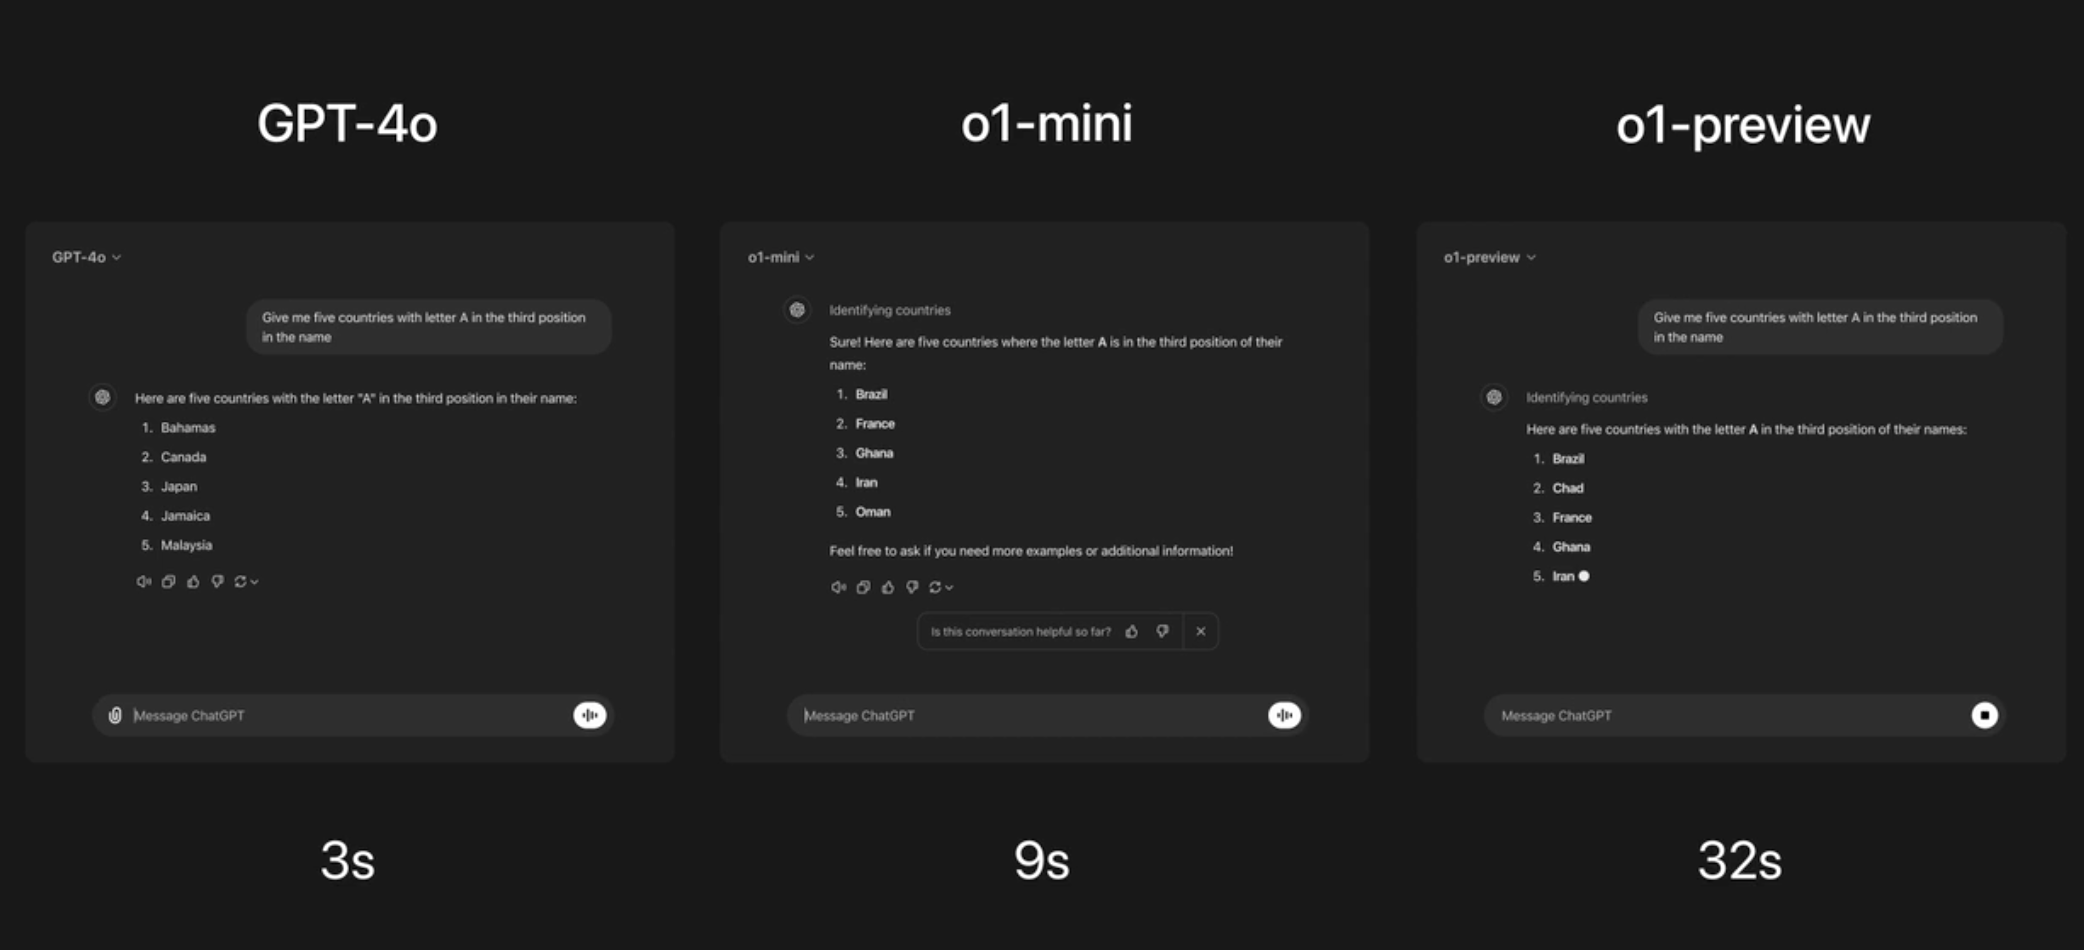 GPT-4o
o1-mini
o1-preview
GPT-4o
Give me five countries with letter A in the third position
in the name
Here are five countries with the letter "A" in the third position in their name:
1. Bahamas
2. Canada
3. Japan
4. Jamaica
5. Malaysia
Message ChatGPT
o1-mini
Identifying countries
Sure! Here are five countries where the letter A is in the third position of their
name:
1. Brazil
2. France
3. Ghana
4. Iran
5. Oman
Feel free to ask if you need more examples or additional information!
Is this conversation helpful so far?
Message ChatGPT
o1-preview
Give me five countries with letter A in the third position
in the name
Identifying countries
Here are five countries with the letter A in the third position of their names:
1. Brazil
2. Chad
3. France
4. Ghana
5. Iran
Message ChatGPT
3s
9s
32s